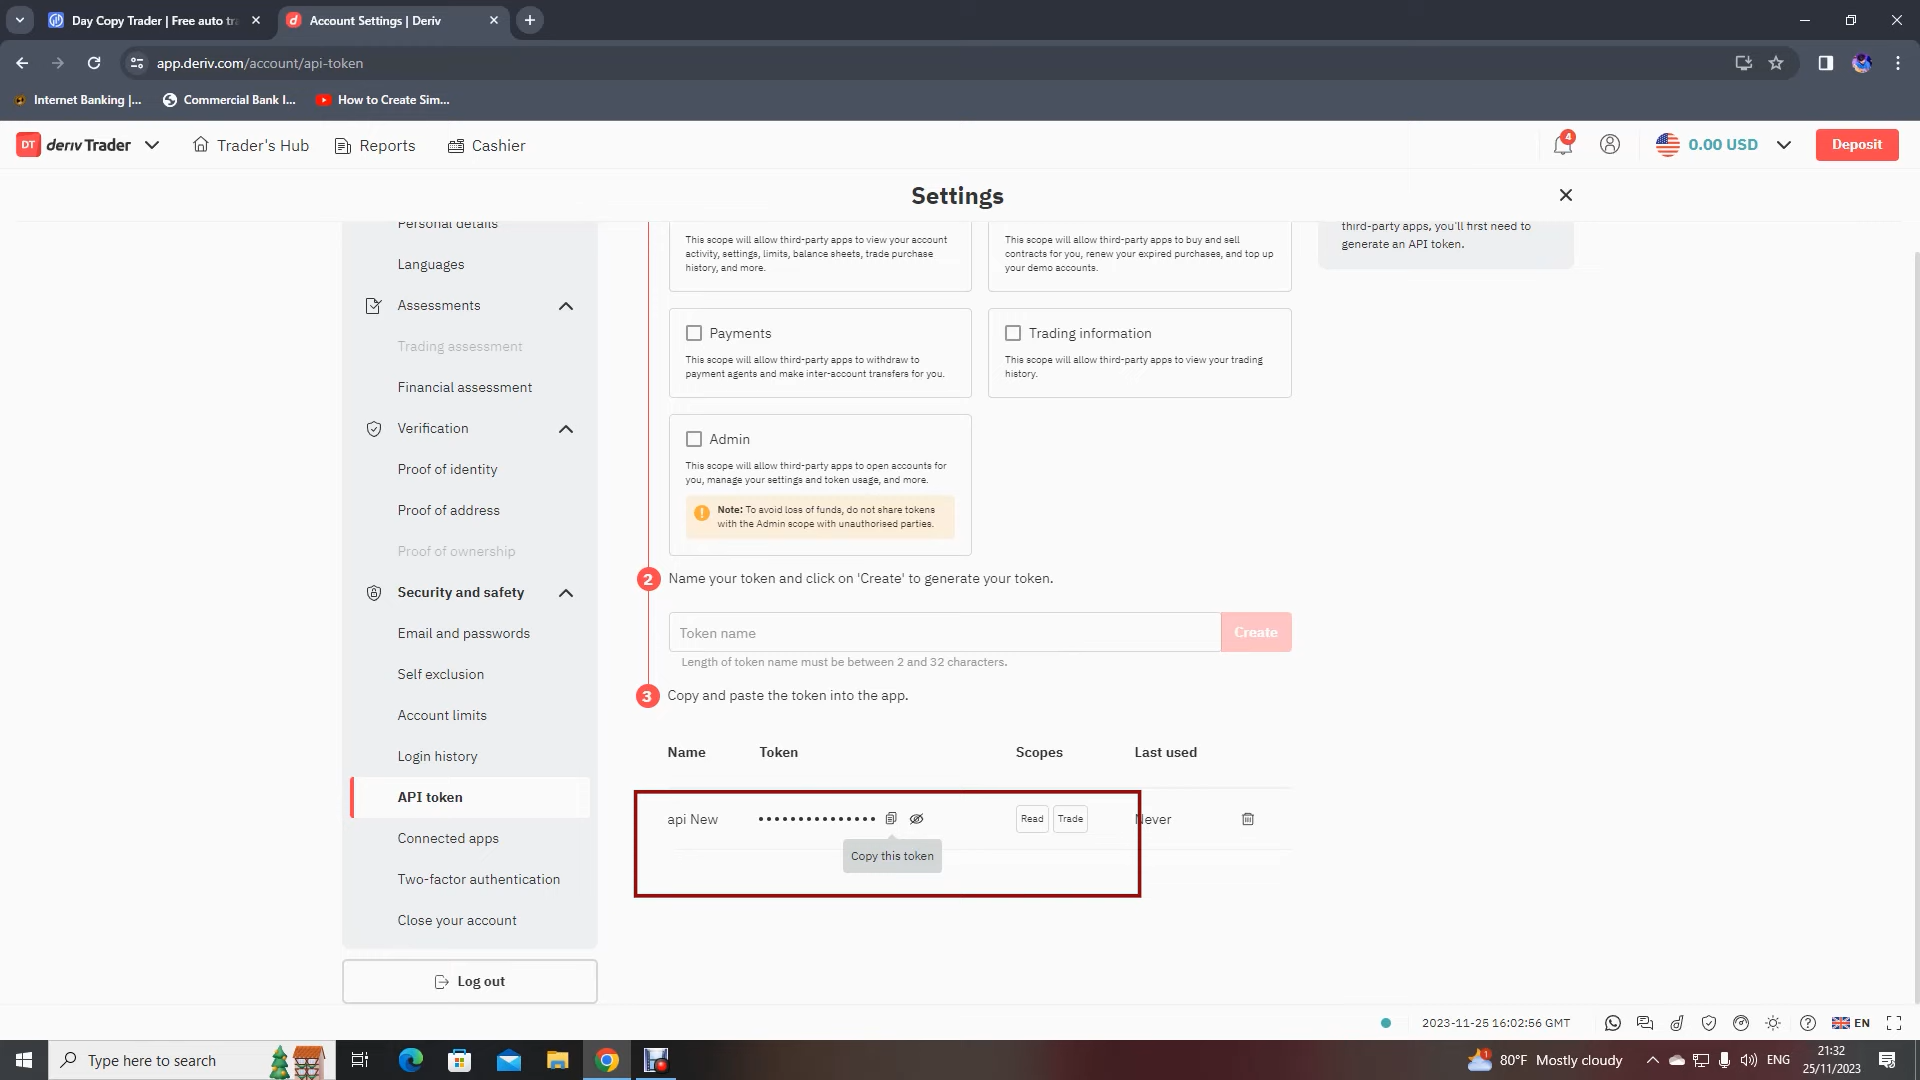 Day Copy Trader | Free auto tra
Account Settings | Deriv
app.deriv.com/account/api-token
Internet Banking |...
Commercial Bank I...
How to Create Sim...
DT
deriv Trader
Trader's Hub
Reports
Cashier
4
0.00 USD
Deposit
Settings
Personal details
Languages
Assessments
Trading assessment
Financial assessment
Verification
Proof of identity
Proof of address
Proof of ownership
Security and safety
Email and passwords
Self exclusion
Account limits
Login history
API token
Connected apps
Two-factor authentication
Close your account
Log out
This scope will allow third-party apps to view your account
activity, settings, limits, balance sheets, trade purchase
history, and more.
This scope will allow third-party apps to buy and sell
contracts for you, renew your expired purchases, and top up
your demo accounts.
third-party apps, you'll first need to
generate an API token.
Payments
This scope will allow third-party apps to withdraw to
payment agents and make inter-account transfers for you.
Trading information
This scope will allow third-party apps to view your trading
history.
Admin
This scope will allow third-party apps to open accounts for
you, manage your settings and token usage, and more.
Note: To avoid loss of funds, do not share tokens
with the Admin scope with unauthorised parties.
2 Name your token and click on 'Create' to generate your token.
Token name
Create
Length of token name must be between 2 and 32 characters.
3 Copy and paste the token into the app.
Name Token Scopes Last used
api New •••••••••••••••  Read Trade Never
Copy this token
2023-11-25 16:02:56 GMT
EN
Type here to search
1
80°F Mostly cloudy
ENG
21:32
25/11/2023